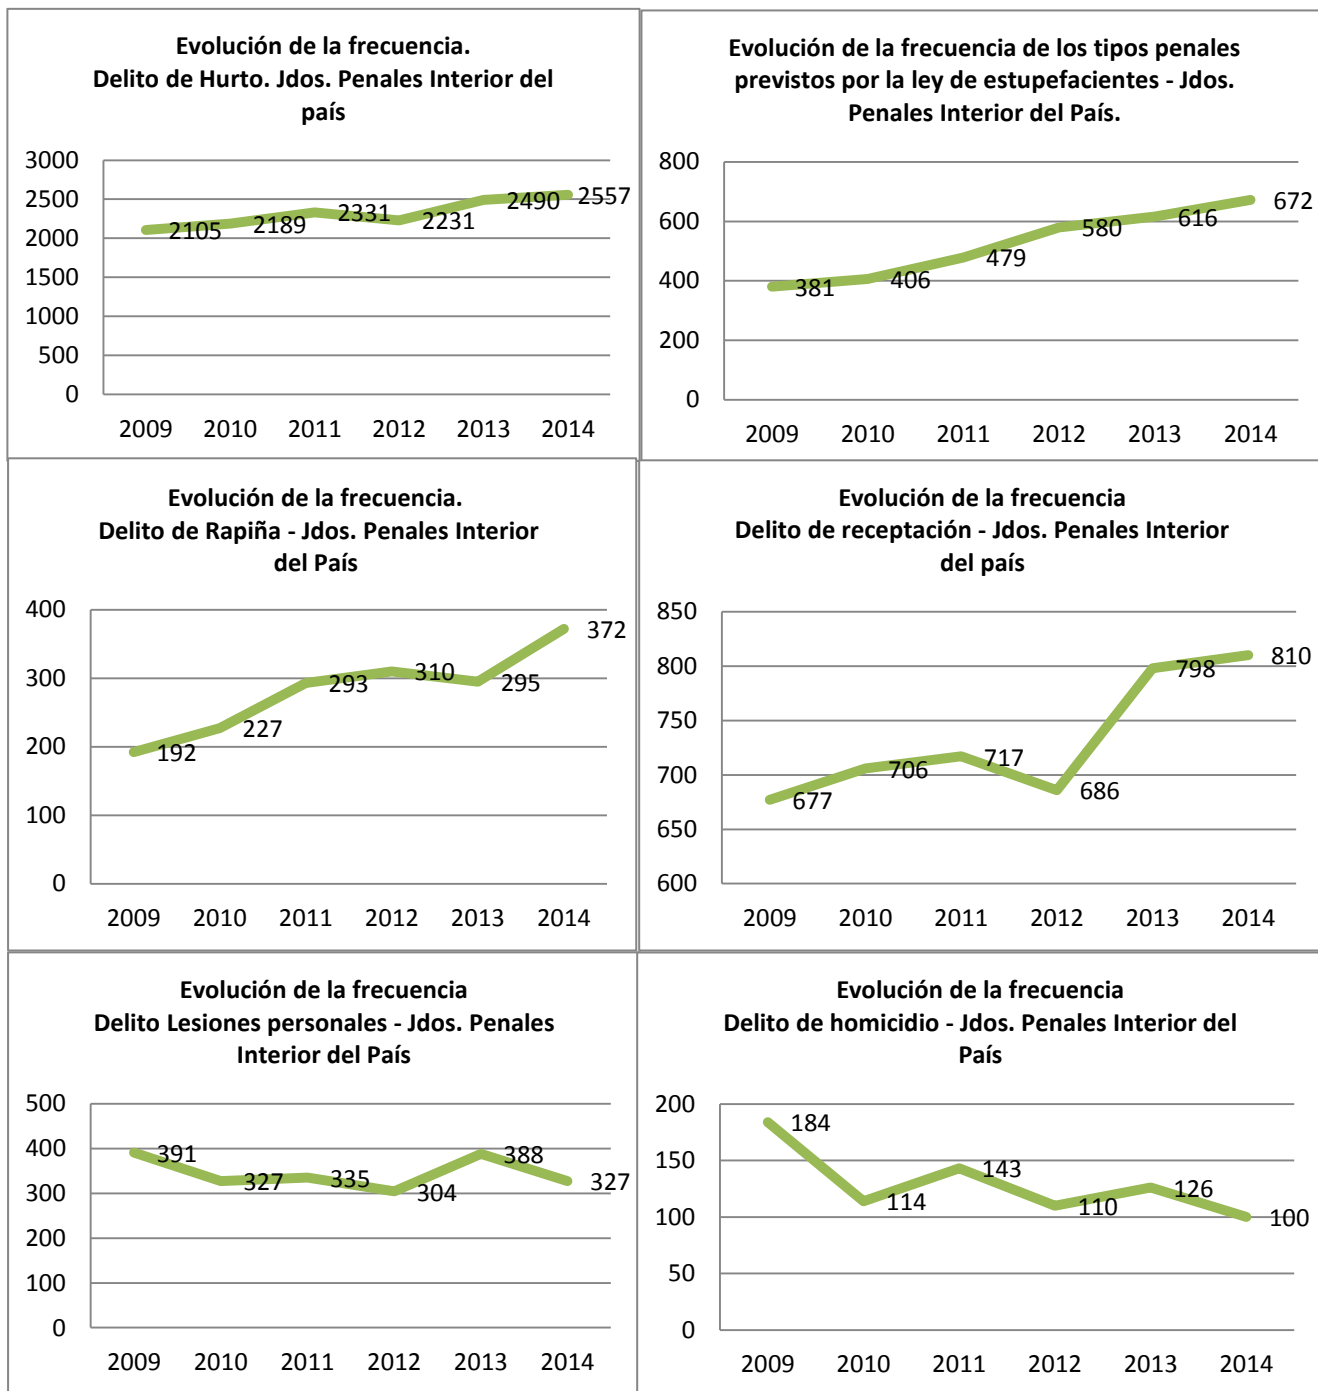 Evolución de la frecuencia.
Delito de Hurto. Jdos. Penales Interior del
país
3000
2500
2000
1500
1000
500
0
2105
2189
2331
2231
2490
2557
2009 2010 2011 2012 2013 2014
Evolución de la frecuencia de los tipos penales
previstos por la ley de estupefacientes - Jdos.
Penales Interior del País.
800
600
400
200
0
381
406
479
580
616
672
2009 2010 2011 2012 2013 2014
Evolución de la frecuencia.
Delito de Rapiña - Jdos. Penales Interior
del País
400
300
200
100
0
192
227
293
310
295
372
2009 2010 2011 2012 2013 2014
Evolución de la frecuencia
Delito de receptación - Jdos. Penales Interior
del país
850
800
750
700
650
600
677
706
717
686
798
810
2009 2010 2011 2012 2013 2014
Evolución de la frecuencia
Delito Lesiones personales - Jdos. Penales
Interior del País
500
400
300
200
100
0
391
327
335
304
388
327
2009 2010 2011 2012 2013 2014
Evolución de la frecuencia
Delito de homicidio - Jdos. Penales Interior del
País
200
150
100
50
0
184
114
143
110
126
100
2009 2010 2011 2012 2013 2014